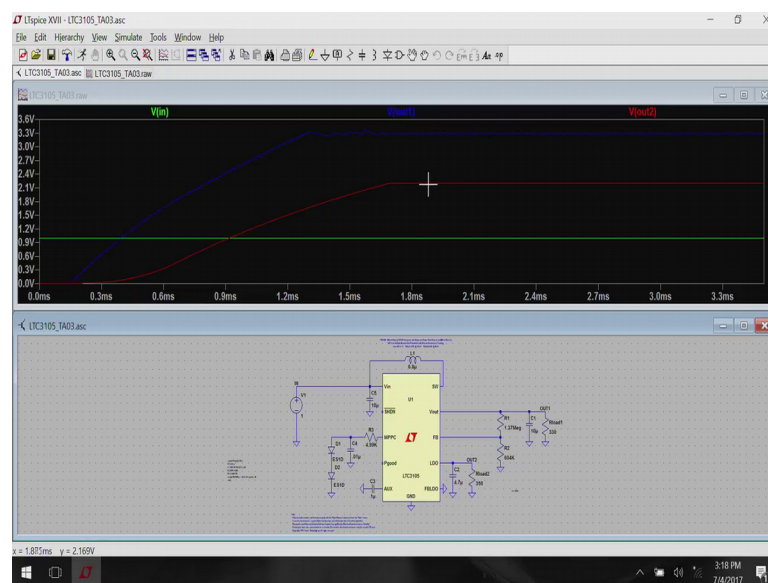 LTspice XVII - LTC3105_TA03.asc
File Edit Hierarchy View Simulate Tools Window Help
LTC3105_TA03.asc LTC3105_TA03.raw
LTC3105_TA03.raw
V(in) V(out1) V(out2)
3.6V
3.3V
3.0V
2.7V
2.4V
2.1V
1.8V
1.5V
1.2V
0.9V
0.6V
0.3V
0.0V
0.0ms 0.3ms 0.6ms 0.9ms 1.2ms 1.5ms 1.8ms 2.1ms 2.4ms 2.7ms 3.0ms 3.3ms
LTC3105_TA03.asc
L1
6.8µ
IN
V1
1
C5
10µ
Vin SW
U1
SHDN Vout
MPPC FB
Pgood LDO
LTC3105
AUX FBLDO
GND
R3
4.99K
C4
.01µ
D1
ES1D
D2
ES1D
C3
1µ
R1
1.37Meg
R2
604K
OUT1
C1
10µ
Rload1
330
OUT2
C2
4.7µ
Rload2
x = 1.875ms y = 2.169V
3:18 PM
7/4/2017